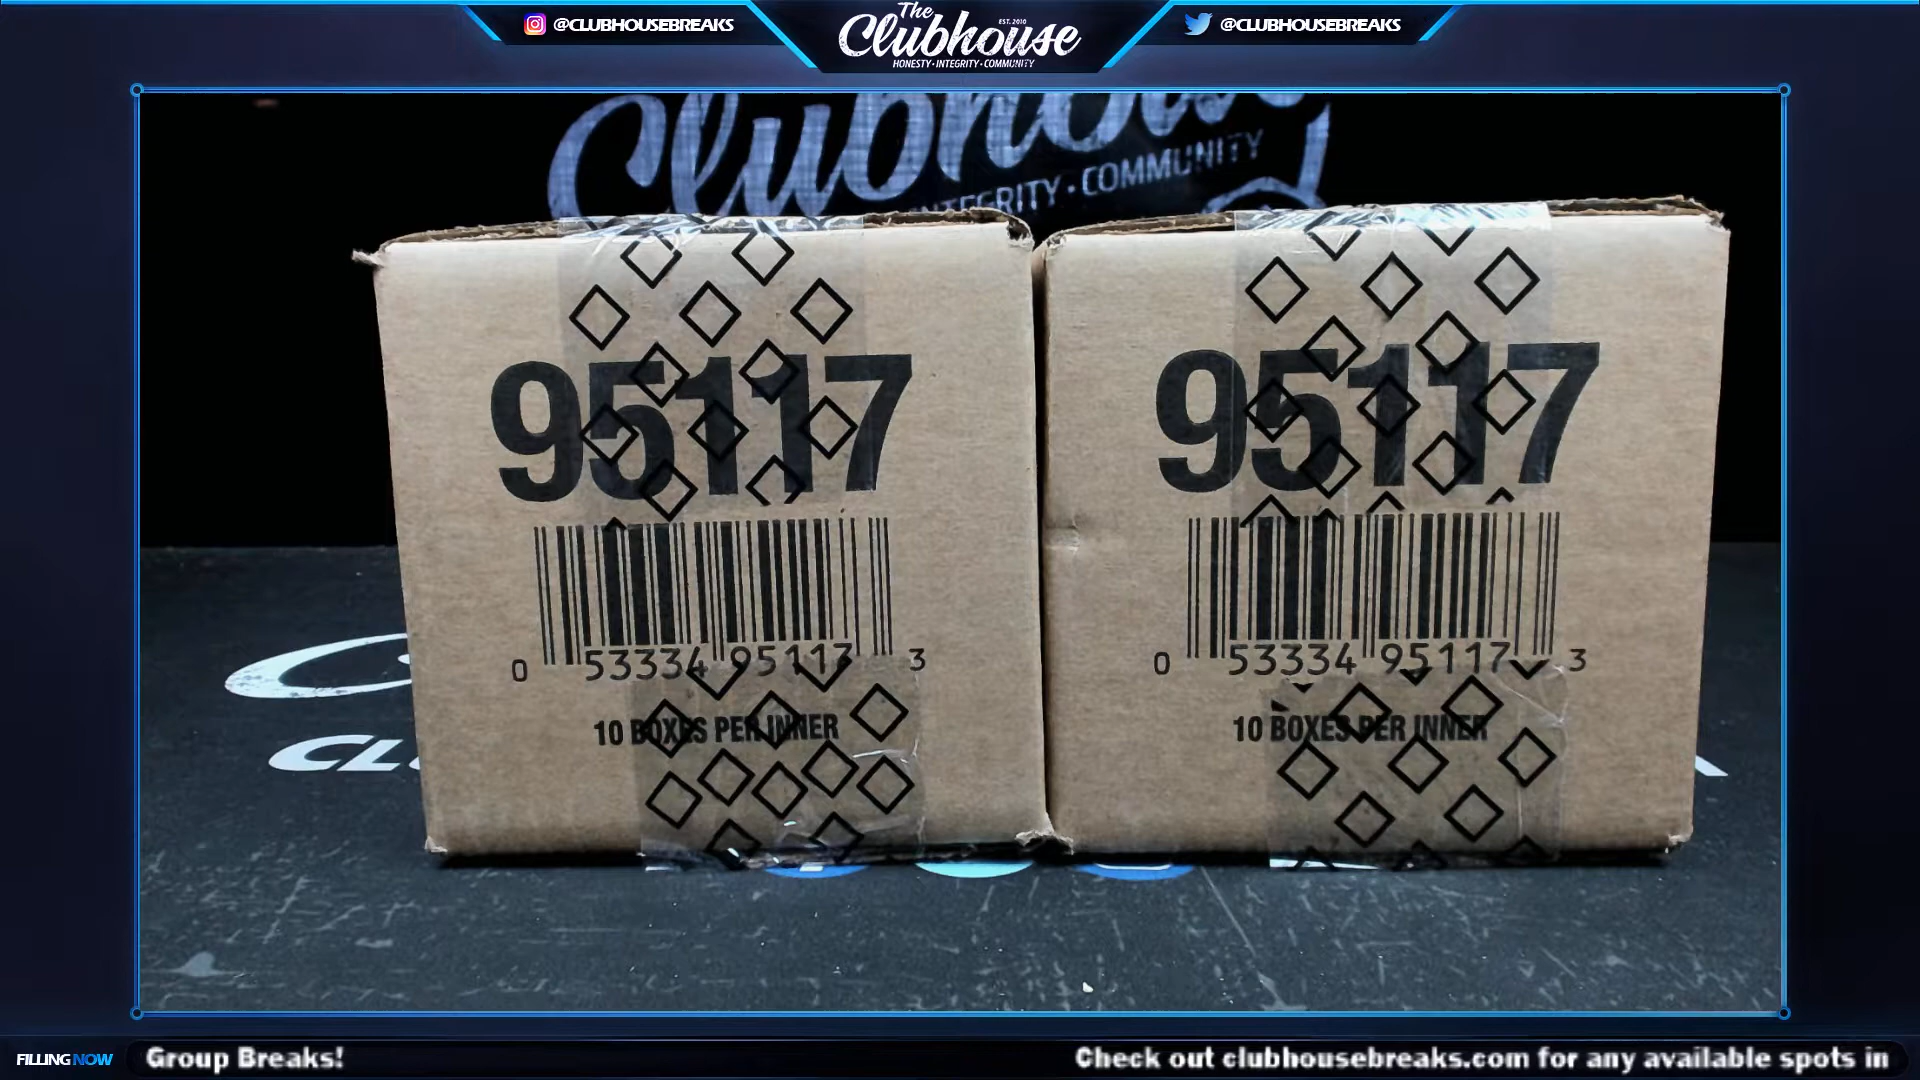 @CLUBHOUSEBREAKS
The
EST. 2010
Clubhouse
HONESTY • INTEGRITY • COMMUNITY
@CLUBHOUSEBREAKS
Clubhouse
INTEGRITY • COMMUNITY
95117
0 53334 95117 3
10 BOXES PER INNER
95117
0 53334 95117 3
10 BOXES PER INNER
FILLING NOW
Group Breaks!
Check out clubhousebreaks.com for any available spots in